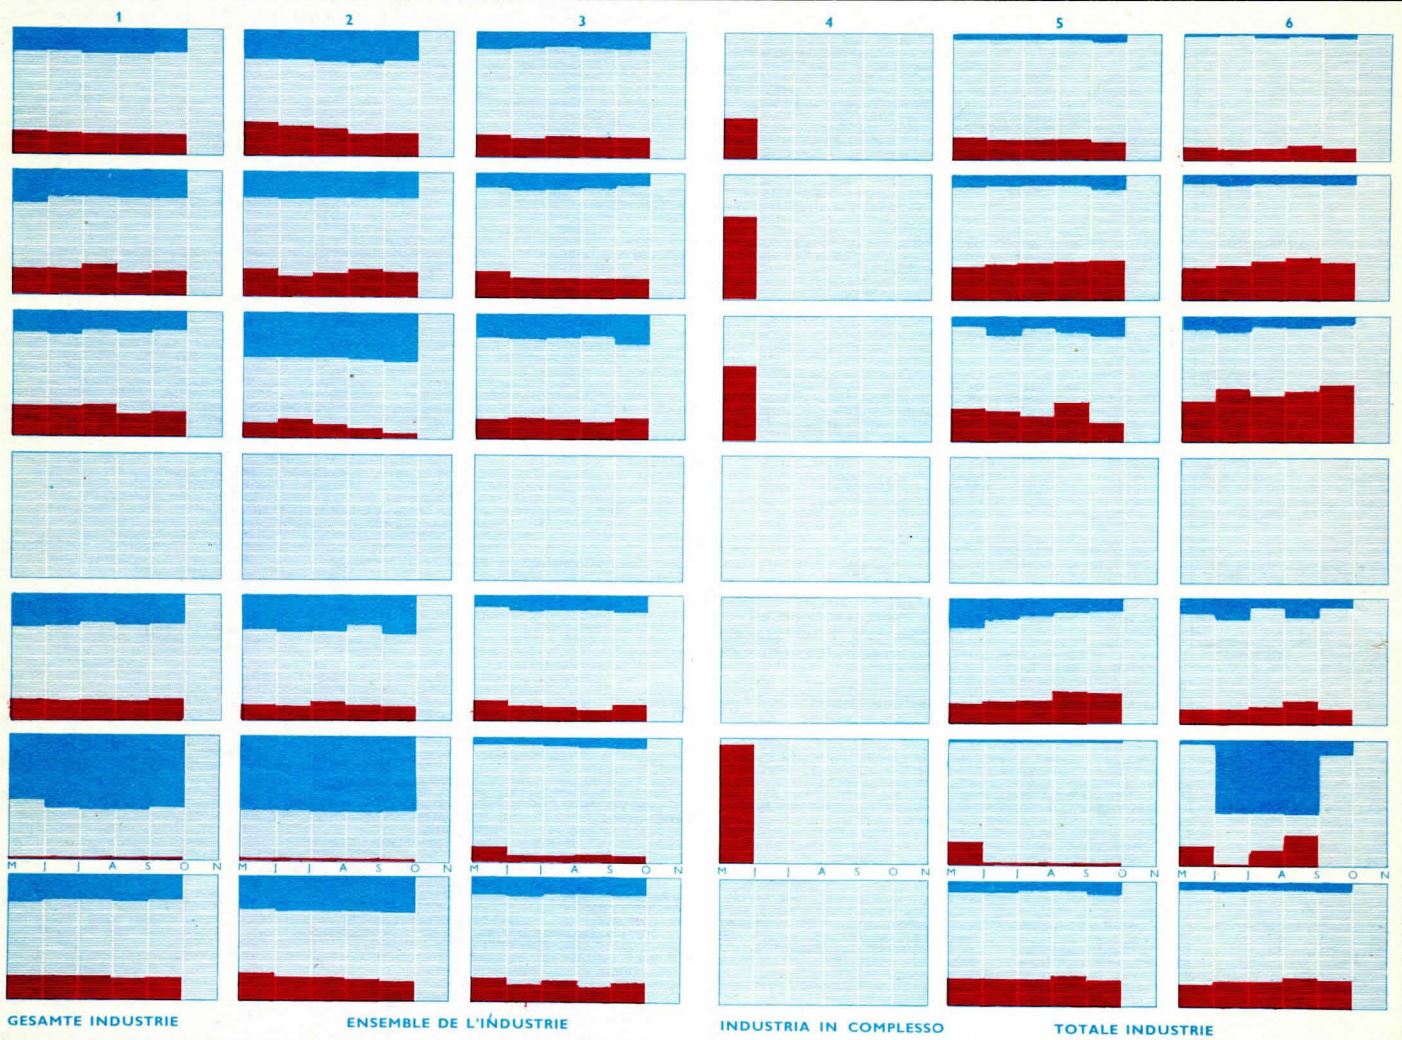 1 2 3 4 5 6
M J J A S O N M J J A S O N M J J A S O N M J J A S O N M J J A S O N M J J A S O N
GESAMTE INDUSTRIE ENSEMBLE DE L'INDUSTRIE INDUSTRIA IN COMPLESSO TOTALE INDUSTRIE